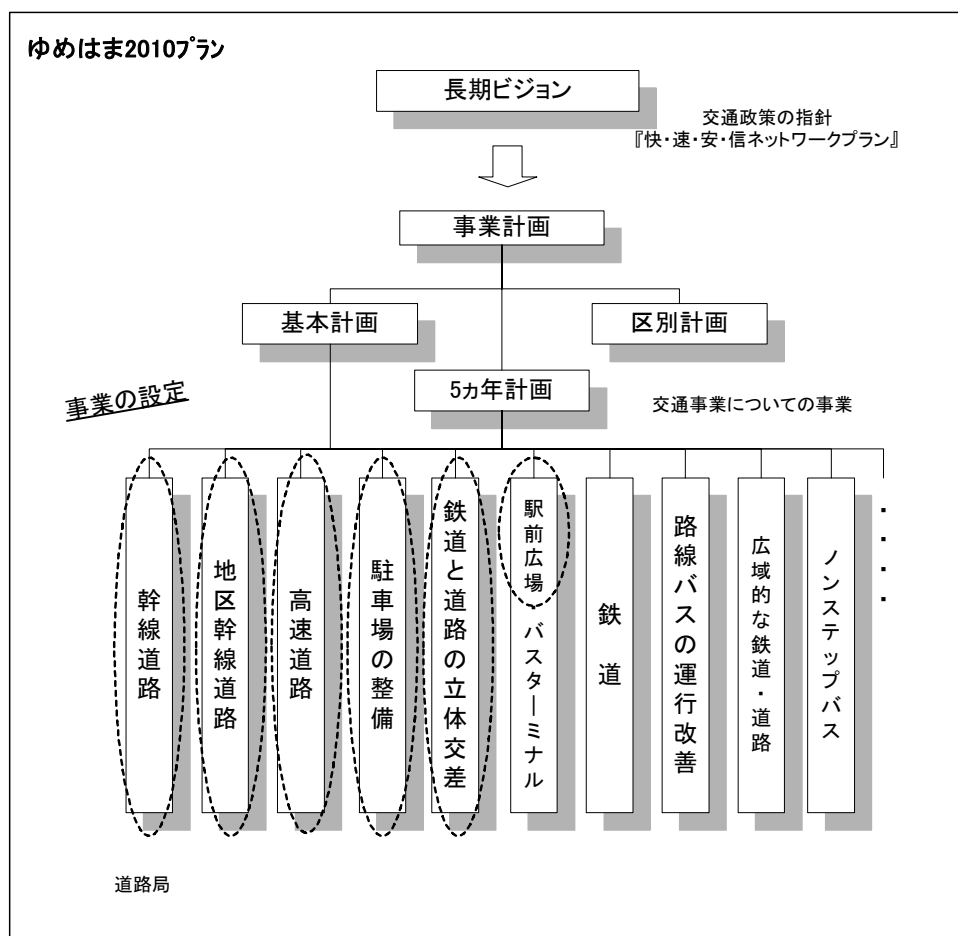 ゆめはま2010プラン
長期ビジョン
交通政策の指針
『快・速・安・信ネットワークプラン』
事業計画
基本計画
区別計画
5ヵ年計画
事業の設定
交通事業についての事業
幹線道路
地区幹線道路
高速道路
駐車場の整備
鉄道と道路の立体交差
駅前広場・バスターミナル
鉄道
路線バスの運行改善
広域的な鉄道・道路
ノンステップバス
・・・・
道路局